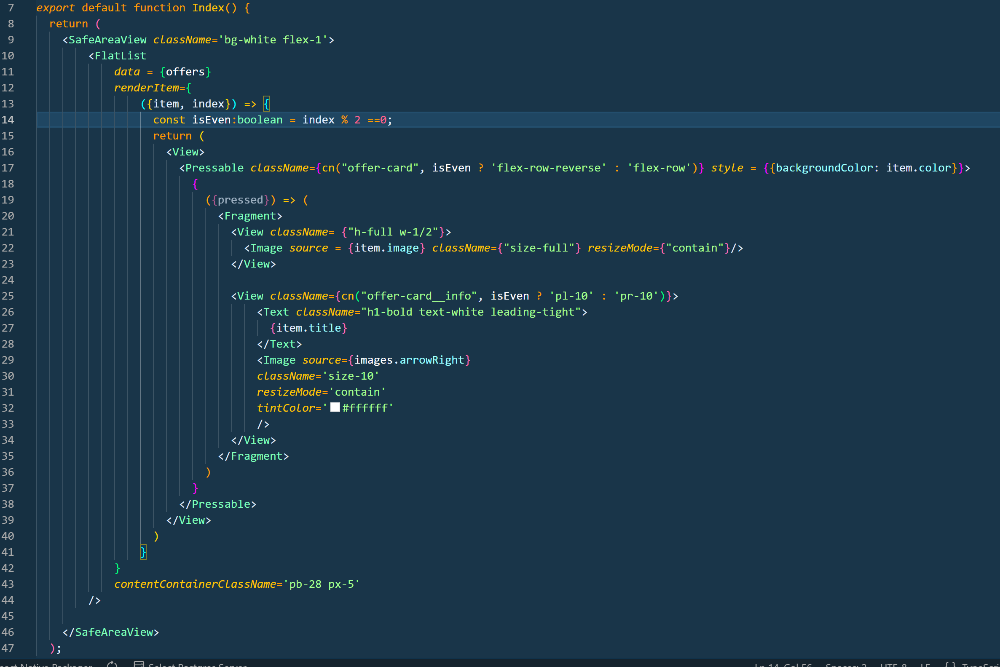 7 export default function Index() {
8 return (
9 <SafeAreaView className='bg-white flex-1'>
10 <FlatList
11 data = {offers}
12 renderItem={
13 ({item, index}) => {
14 const isEven:boolean = index % 2 ==0;
15 return (
16 <View>
17 <Pressable className={cn("offer-card", isEven ? 'flex-row-reverse' : 'flex-row')} style = {{backgroundColor: item.color}}>
18 {
19 ({pressed}) => (
20 <Fragment>
21 <View className= {"h-full w-1/2"}>
22 <Image source = {item.image} className={"size-full"} resizeMode={"contain"}/>
23 </View>
24
25 <View className={cn("offer-card__info", isEven ? 'pl-10' : 'pr-10')}>
26 <Text className="h1-bold text-white leading-tight">
27 {item.title}
28 </Text>
29 <Image source={images.arrowRight}
30 className='size-10'
31 resizeMode='contain'
32 tintColor='#ffffff'
33 />
34 </View>
35 </Fragment>
36 )
37 }
38 </Pressable>
39 </View>
40 )
41 }
42 }
43 contentContainerClassName='pb-28 px-5'
44 />
45
46 </SafeAreaView>
47 );
Native Packager Select Postgres Server Ln 14, Col 56 Spaces: 2 UTF-8 LF {}